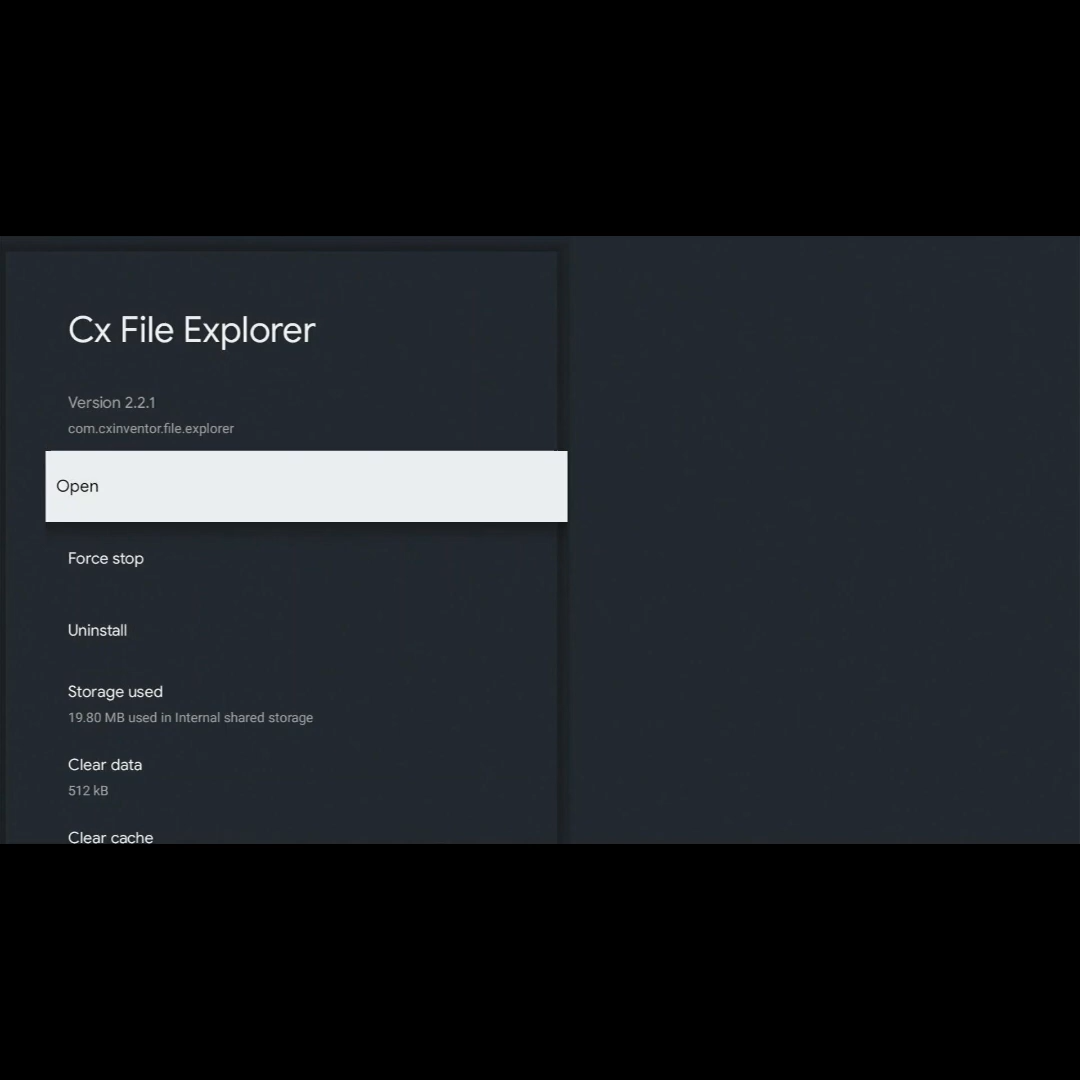 Cx File Explorer
Version 2.2.1
com.cxinventor.file.explorer
Open
Force stop
Uninstall
Storage used
19.80 MB used in Internal shared storage
Clear data
512 kB
Clear cache